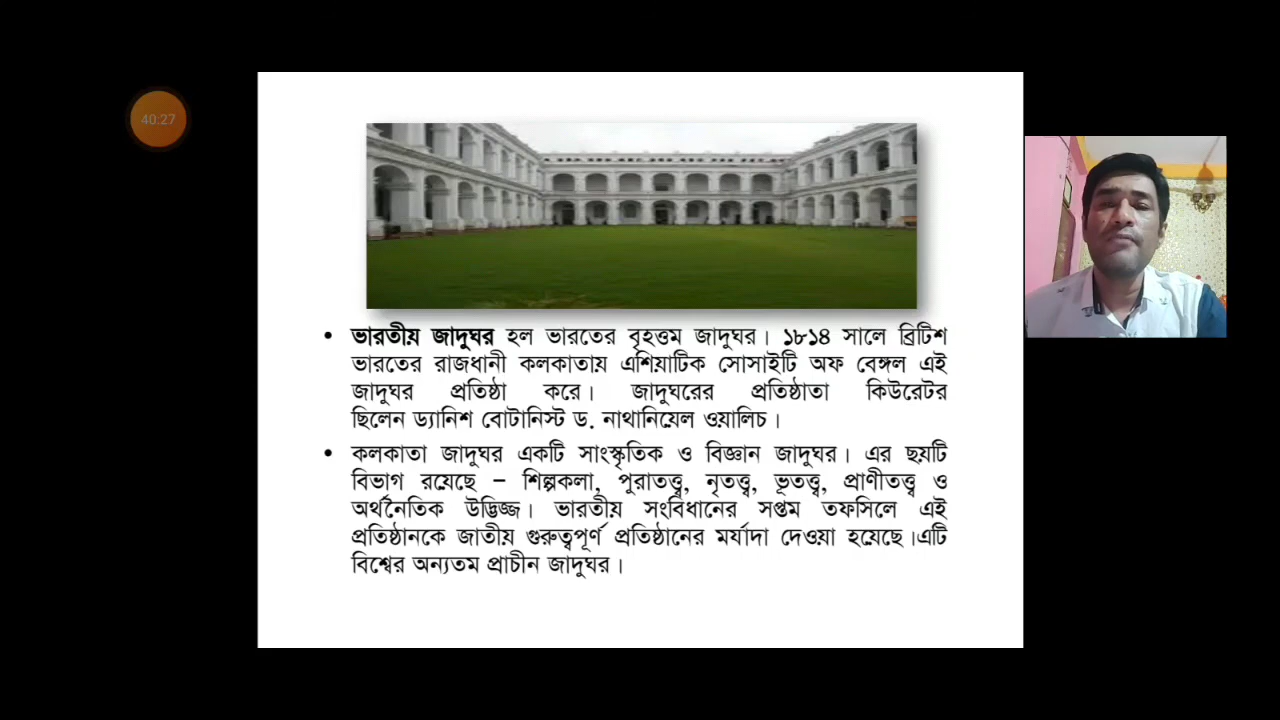 40:27
• ভারতীয় জাদুঘর হল ভারতের বৃহত্তম জাদুঘর। ১৮১৪ সালে ব্রিটিশ
ভারতের রাজধানী কলকাতায় এশিয়াটিক সোসাইটি অফ বেঙ্গল এই
জাদুঘর প্রতিষ্ঠা করে। জাদুঘরের প্রতিষ্ঠাতা কিউরেটর
ছিলেন ড্যানিশ বোটানিস্ট ড. নাথানিয়েল ওয়ালিচ।
• কলকাতা জাদুঘর একটি সাংস্কৃতিক ও বিজ্ঞান জাদুঘর। এর ছয়টি
বিভাগ রয়েছে – শিল্পকলা, পুরাতত্ত্ব, নৃতত্ত্ব, ভূতত্ত্ব, প্রাণীতত্ত্ব ও
অর্থনৈতিক উদ্ভিজ্জ। ভারতীয় সংবিধানের সপ্তম তফসিলে এই
প্রতিষ্ঠানকে জাতীয় গুরুত্বপূর্ণ প্রতিষ্ঠানের মর্যাদা দেওয়া হয়েছে।এটি
বিশ্বের অন্যতম প্রাচীন জাদুঘর।